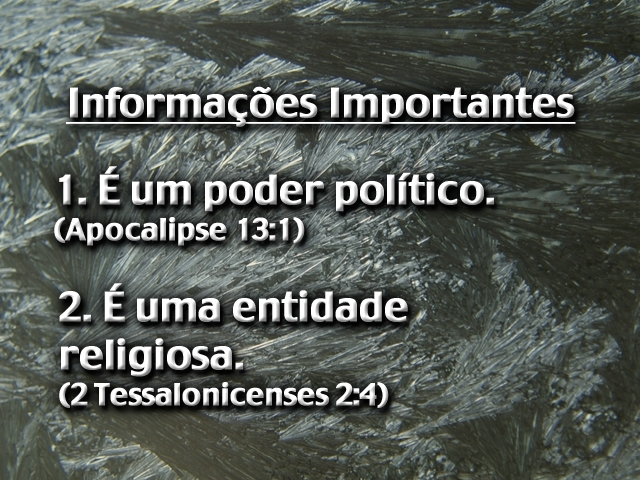 Informações Importantes
1. É um poder político.
(Apocalipse 13:1)
2. É uma entidade
religiosa.
(2 Tessalonicenses 2:4)